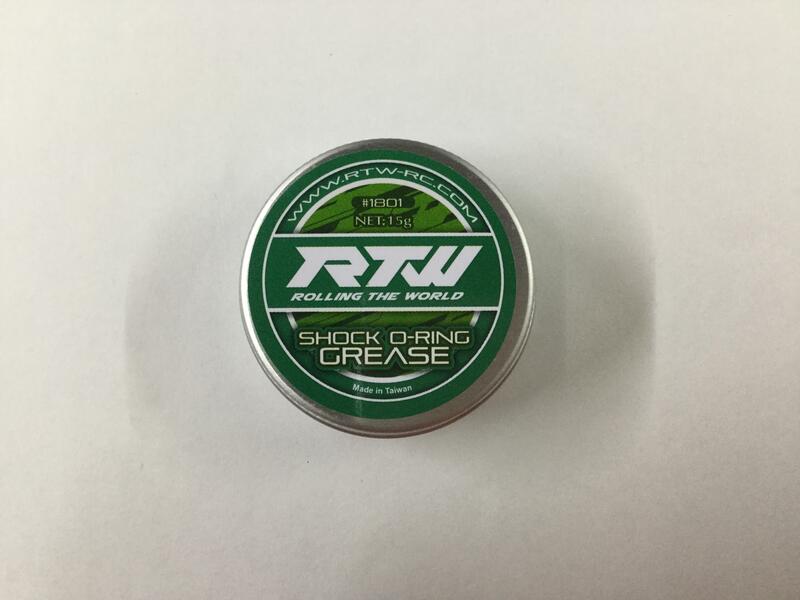 WWW.RTW-RC.COM
#1801
NET:15g
RTW
ROLLING THE WORLD
SHOCK O-RING
GREASE
Made in Taiwan